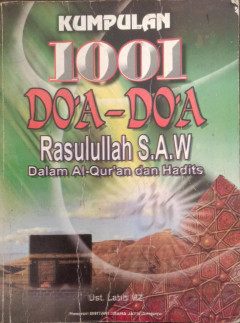 KUMPULAN
1001
DO'A-DO'A
Rasulullah S.A.W
Dalam Al-Qur'an dan Hadits
Ust. Labib MZ